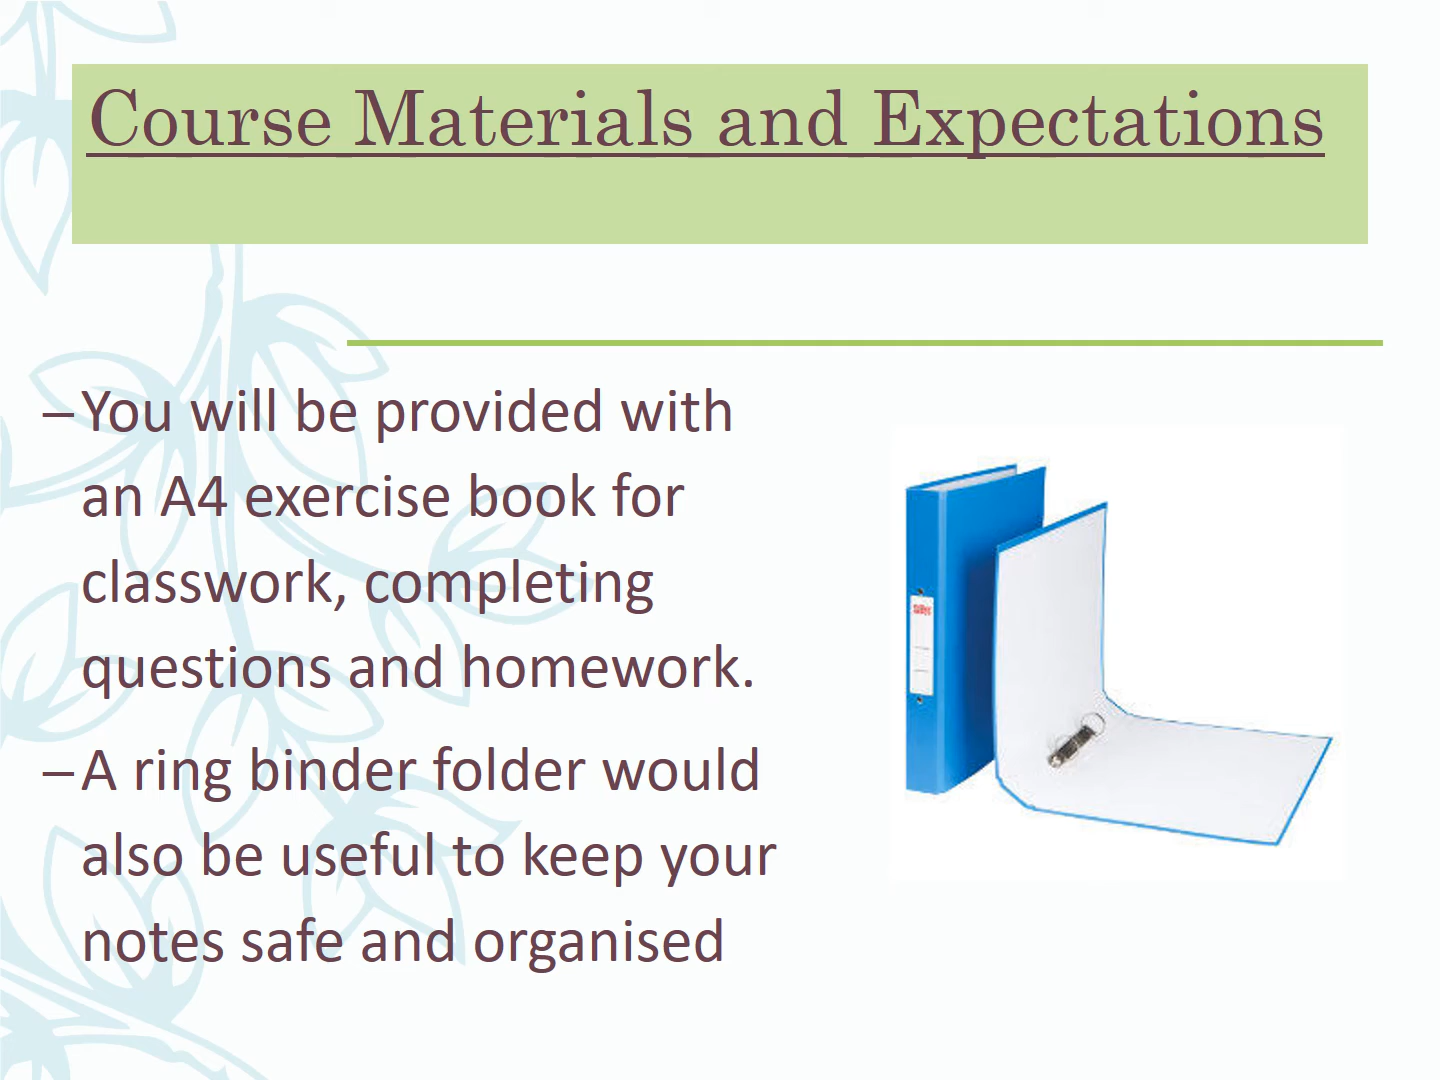 Course Materials and Expectations
–You will be provided with
an A4 exercise book for
classwork, completing
questions and homework.
–A ring binder folder would
also be useful to keep your
notes safe and organised